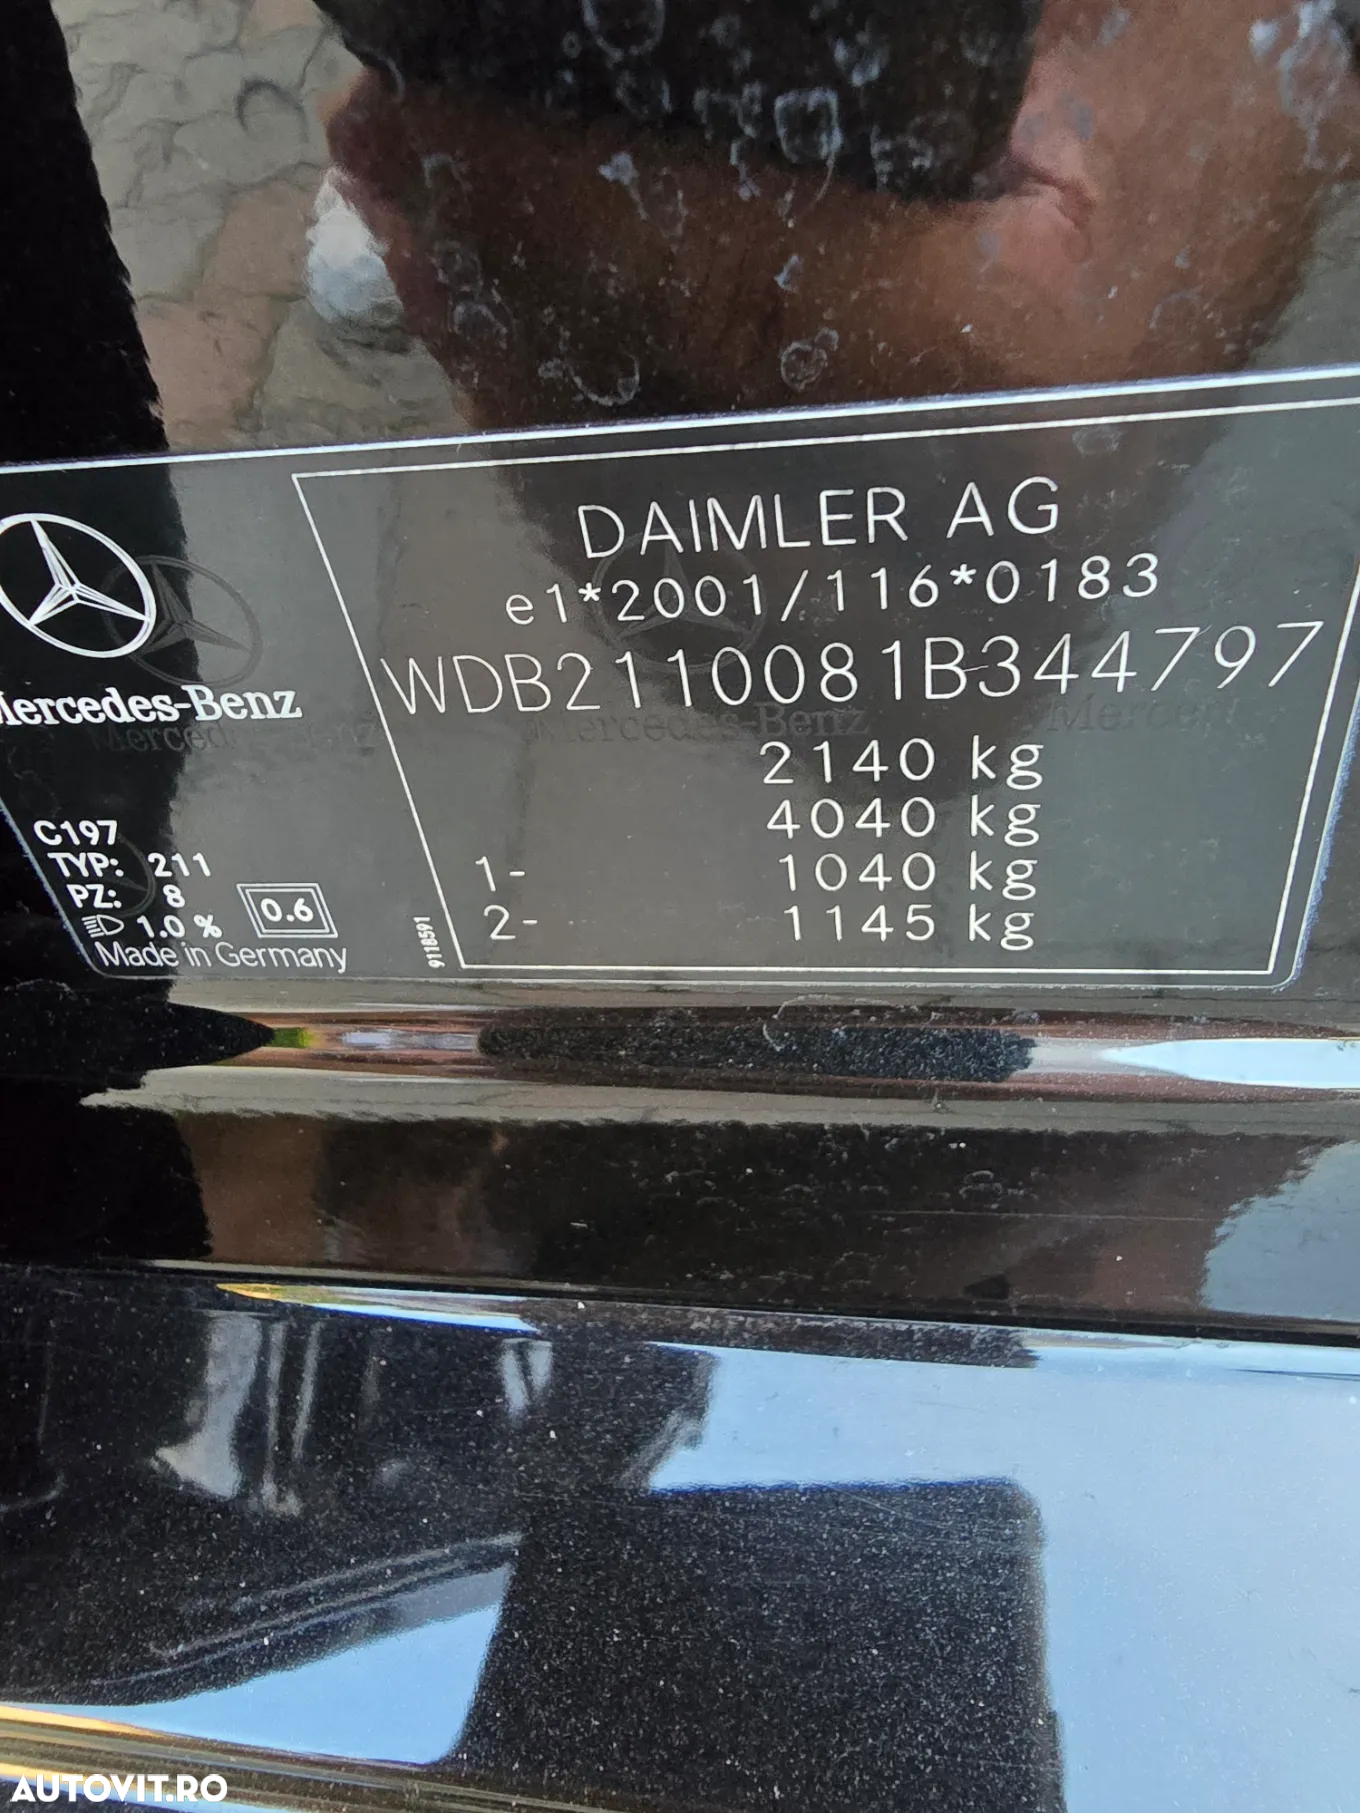 DAIMLER AG
e1*2001/116*0183
WDB2110081B344797
2140 kg
4040 kg
1- 1040 kg
2- 1145 kg
Mercedes-Benz
C197
TYP: 211
PZ: 8
1.0 %
0.6
Made in Germany
9118591
AUTOVIT.RO